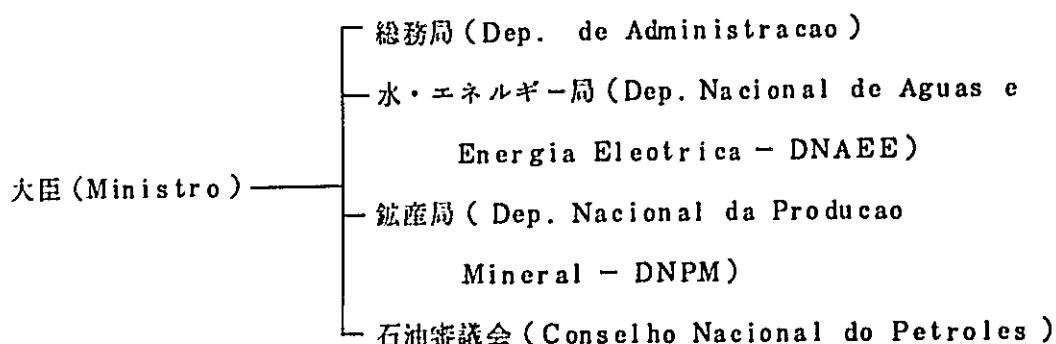 総務局 (Dep. de Administracao)
水・エネルギー局 (Dep. Nacional de Aguas e
Energia Eleotrica - DNAEE)
大臣 (Ministro)
鉱産局 ( Dep. Nacional da Producao
Mineral - DNPM)
石油審議会 (Conselho Nacional do Petroles )